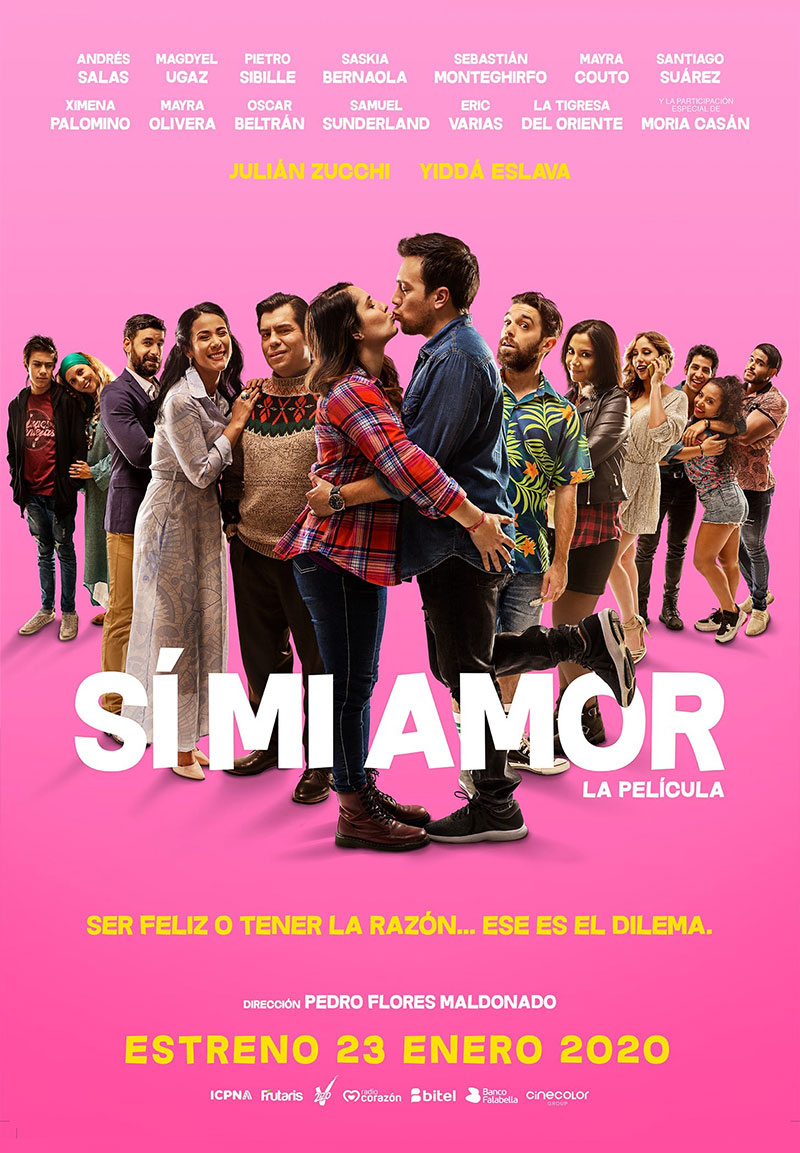 ANDRÉS MAGDYEL PIETRO SASKIA SEBASTIÁN MAYRA SANTIAGO
SALAS UGAZ SIBILLE BERNAOLA MONTEGHIRFO COUTO SUÁREZ
XIMENA MAYRA OSCAR SAMUEL ERIC LA TIGRESA Y LA PARTICIPACIÓN ESPECIAL DE
PALOMINO OLIVERA BELTRÁN SUNDERLAND VARIAS DEL ORIENTE MORIA CASÁN
JULIÁN ZUCCHI YIDDÁ ESLAVA
SÍ MI AMOR
LA PELÍCULA
SER FELIZ O TENER LA RAZÓN... ESE ES EL DILEMA.
DIRECCIÓN PEDRO FLORES MALDONADO
ESTRENO 23 ENERO 2020
ICPNA Frutaris radio corazón bitel Banco Falabella cinecolor GROUP